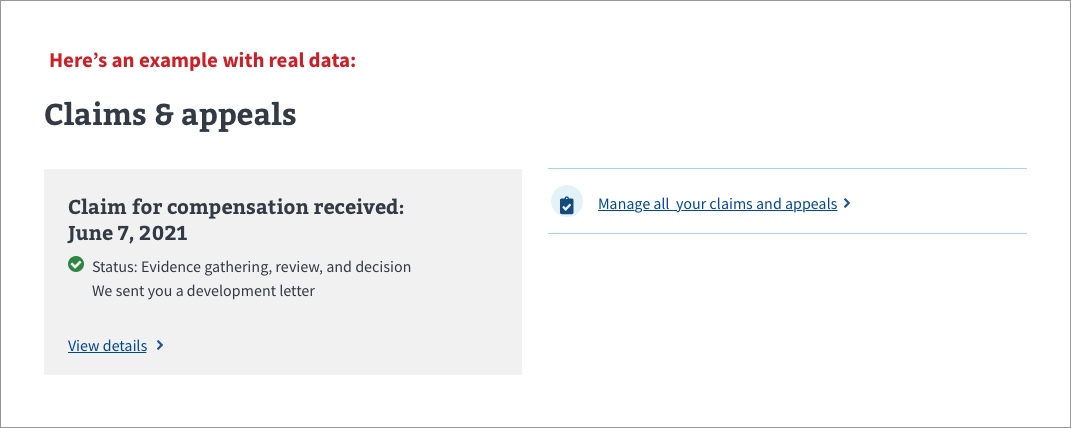 Here’s an example with real data:
Claims & appeals
Claim for compensation received:
June 7, 2021
Status: Evidence gathering, review, and decision
We sent you a development letter
View details
Manage all  your claims and appeals